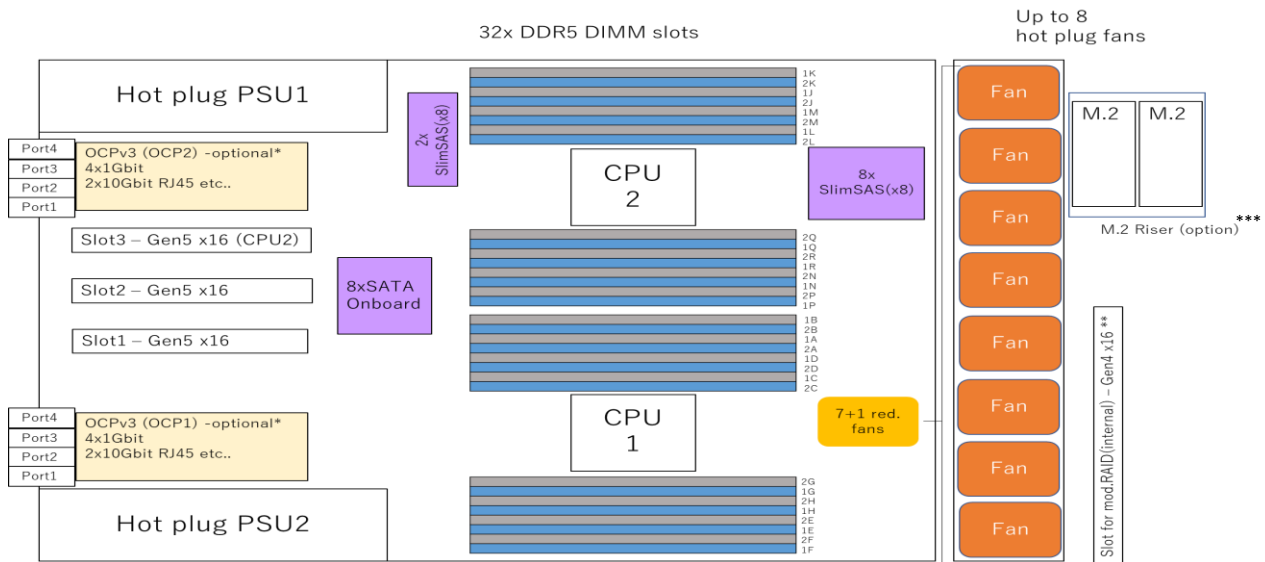 32x DDR5 DIMM slots
Up to 8
hot plug fans
Hot plug PSU1
Port4
Port3
Port2
Port1
OCPv3 (OCP2) -optional*
4x1Gbit
2x10Gbit RJ45 etc..
2x
SlimSAS(x8)
1K
2K
1J
2J
1M
2M
1L
2L
CPU
2
8x
SlimSAS(x8)
Slot3 – Gen5 x16 (CPU2)
Slot2 – Gen5 x16
Slot1 – Gen5 x16
8xSATA
Onboard
2Q
1Q
2R
1R
2N
1N
2P
1P
1B
2B
1A
2A
1D
2D
1C
2C
Port4
Port3
Port2
Port1
OCPv3 (OCP1) -optional*
4x1Gbit
2x10Gbit RJ45 etc..
CPU
1
7+1 red.
fans
Hot plug PSU2
2G
1G
2H
1H
2E
1E
2F
1F
Fan
Fan
Fan
Fan
Fan
Fan
Fan
Fan
M.2
M.2
M.2 Riser (option) ***
Slot for mod.RAID(internal) – Gen4 x16 **